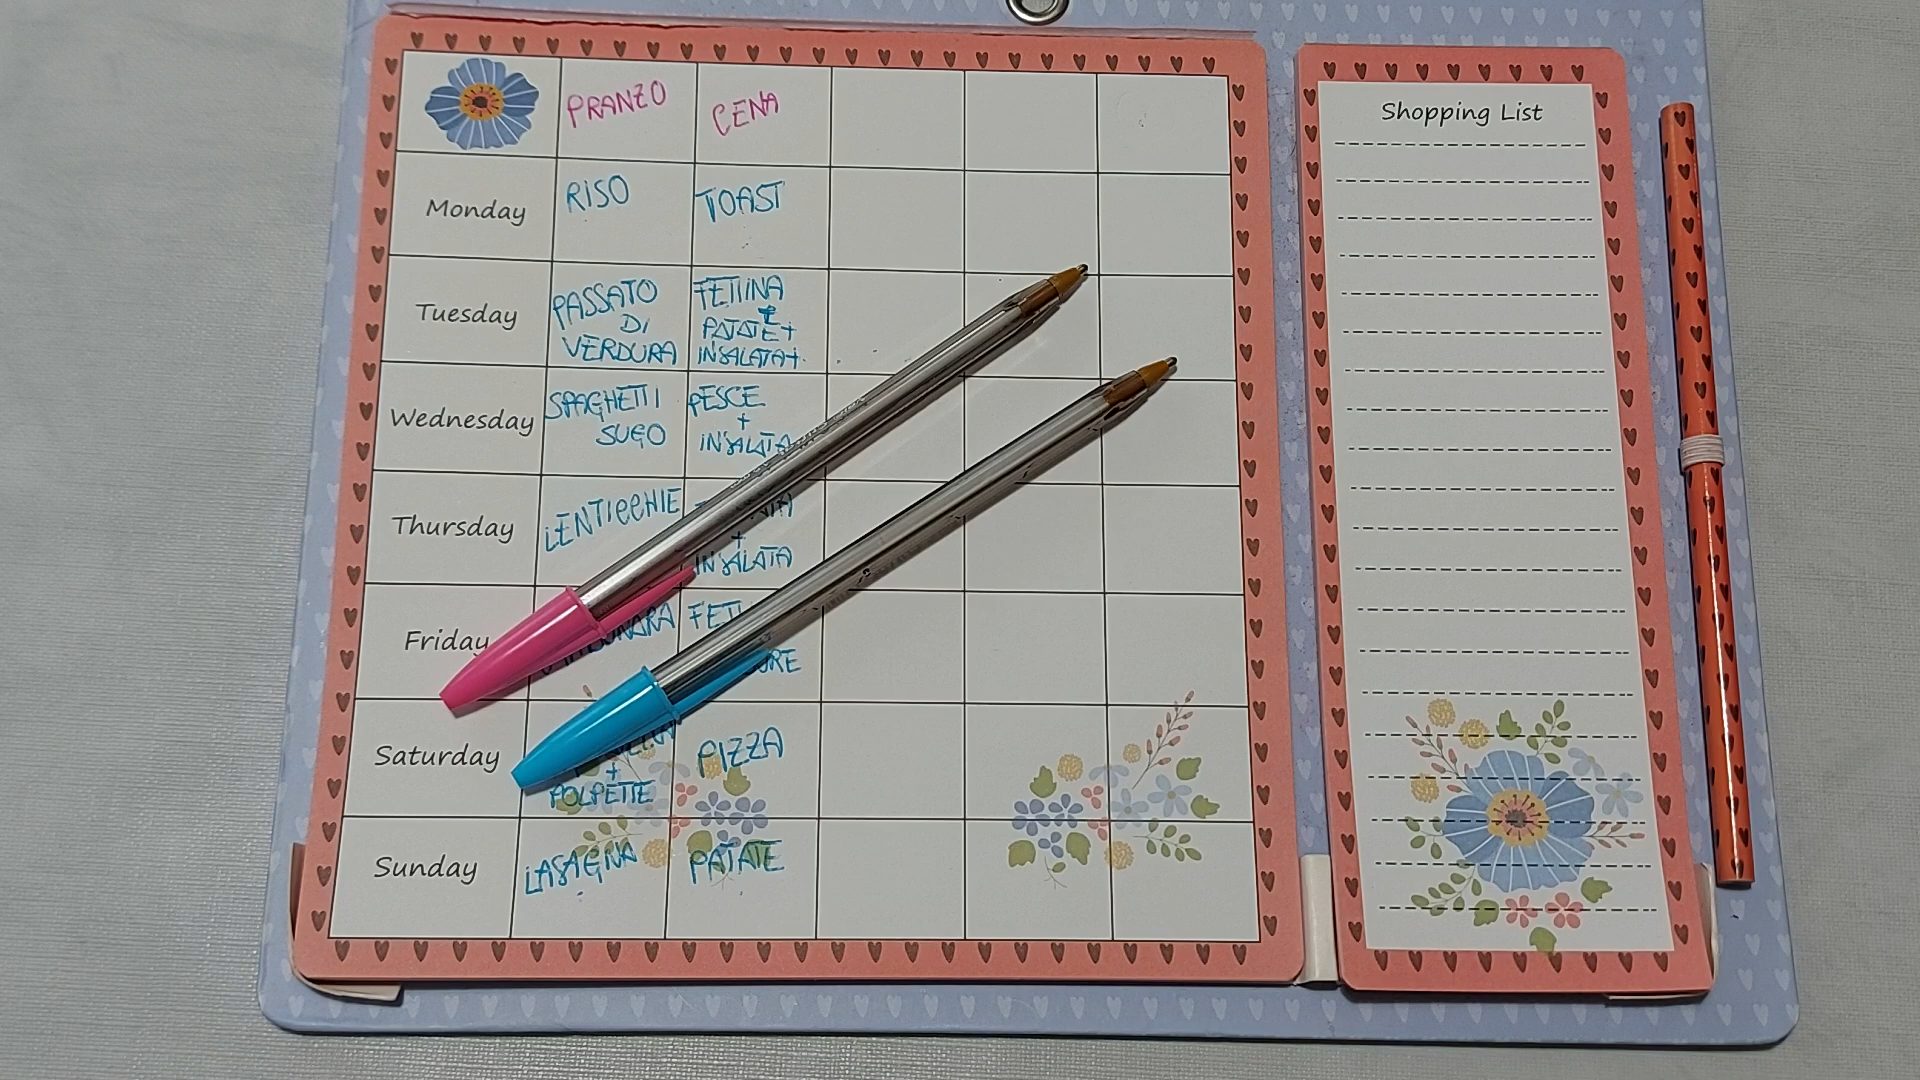 PRANZO CENA
Monday RISO TOAST
Tuesday PASSATO DI VERDURA FETTINA + PATATE + INSALATA +
Wednesday SPAGHETTI SUGO PESCE + INSALATA
Thursday LENTICCHIE + INSALATA
Friday
Saturday + POLPETTE PIZZA
Sunday LASAGNA PATATE
Shopping List